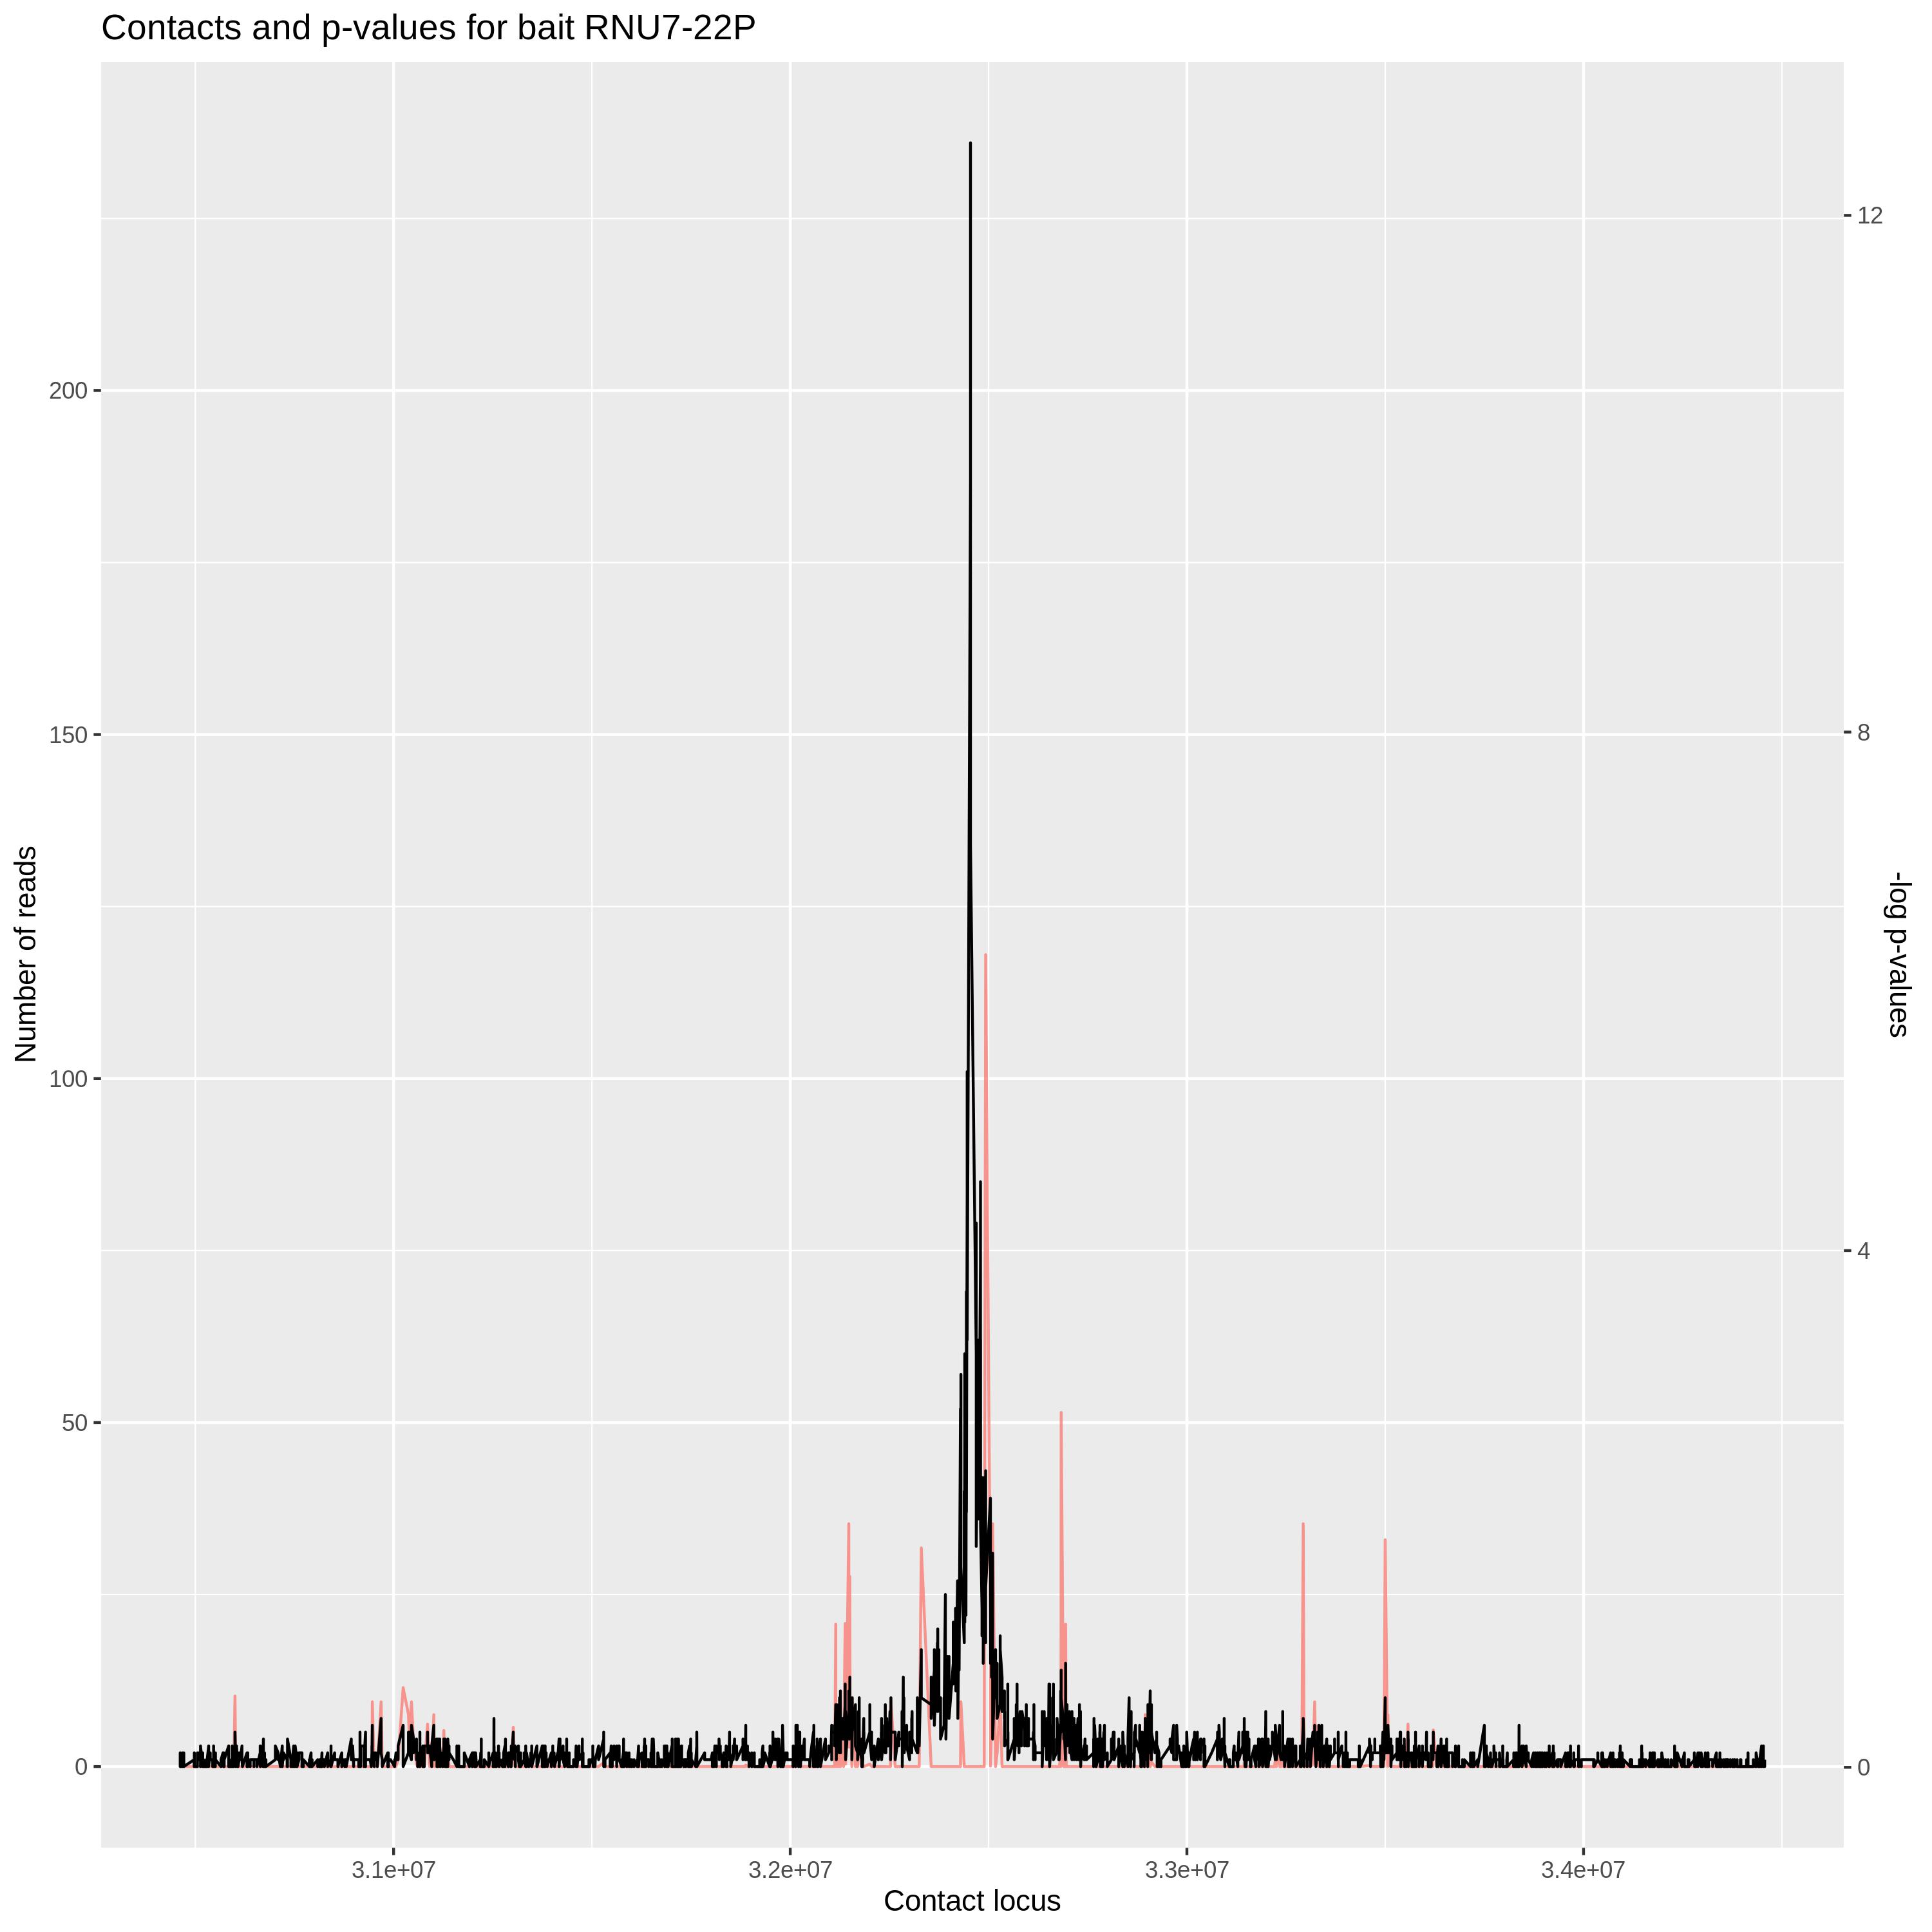 Contacts and p-values for bait RNU7-22P
200
150
100
50
0
12
8
4
0
Number of reads
-log p-values
3.1e+07
3.2e+07
3.3e+07
3.4e+07
Contact locus